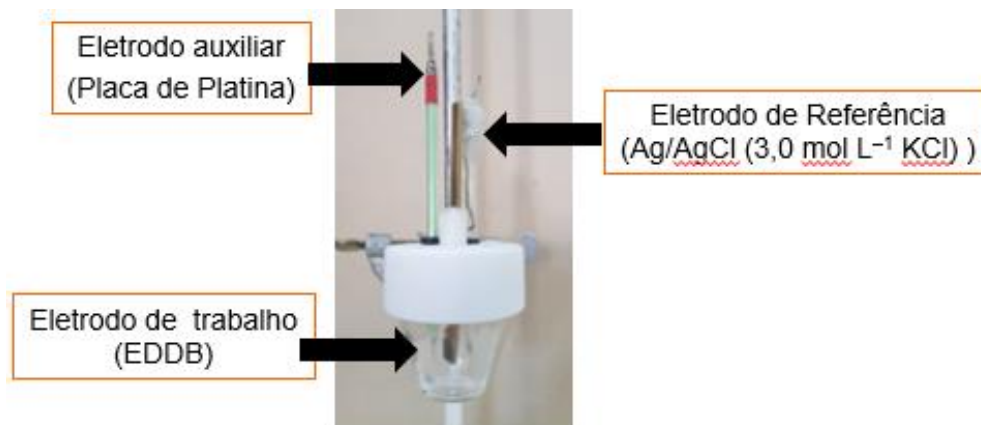 Eletrodo auxiliar
(Placa de Platina)
Eletrodo de Referência
(Ag/AgCl (3,0 mol L⁻¹ KCl) )
Eletrodo de trabalho
(EDDB)